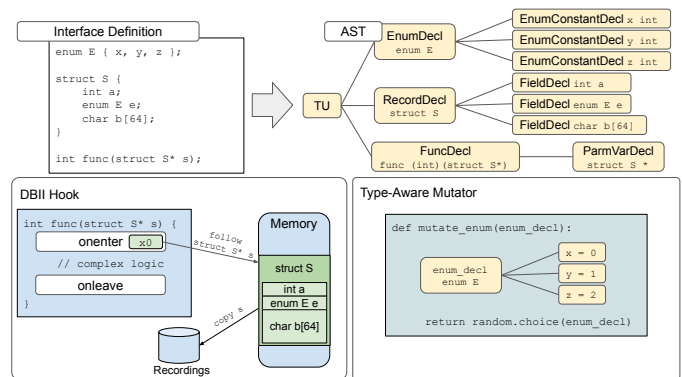 Interface Definition
enum E { x, y, z };
struct S {
int a;
enum E e;
char b[64];
}
int func(struct S* s);
AST
TU
EnumDecl
enum E
EnumConstantDecl x int
EnumConstantDecl y int
EnumConstantDecl z int
RecordDecl
struct S
FieldDecl int a
FieldDecl enum E e
FieldDecl char b[64]
FuncDecl
func (int)(struct S*)
ParmVarDecl
struct S *
DBII Hook
int func(struct S* s) {
onenter x0
// complex logic
onleave
}
follow
struct S* s
copy s
Recordings
Memory
struct S
int a
enum E e
char b[64]
Type-Aware Mutator
def mutate_enum(enum_decl):
enum_decl
enum E
x = 0
y = 1
z = 2
return random.choice(enum_decl)